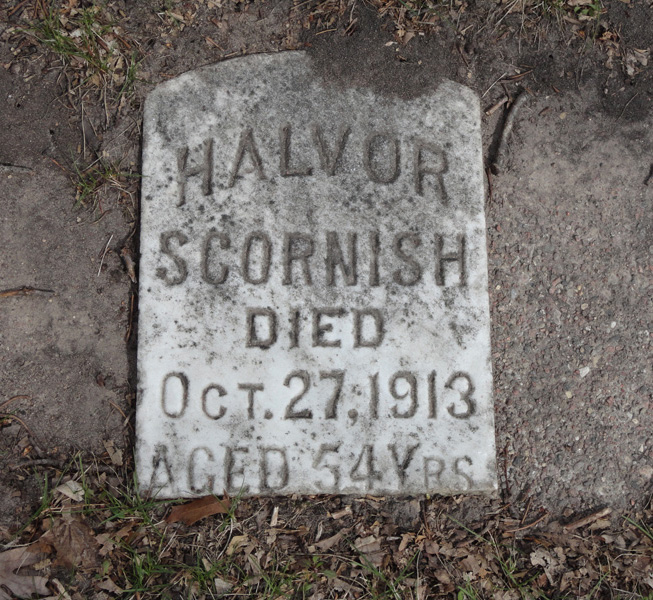 HALVOR
SCORNISH
DIED
OCT. 27, 1913
AGED 54 YRS